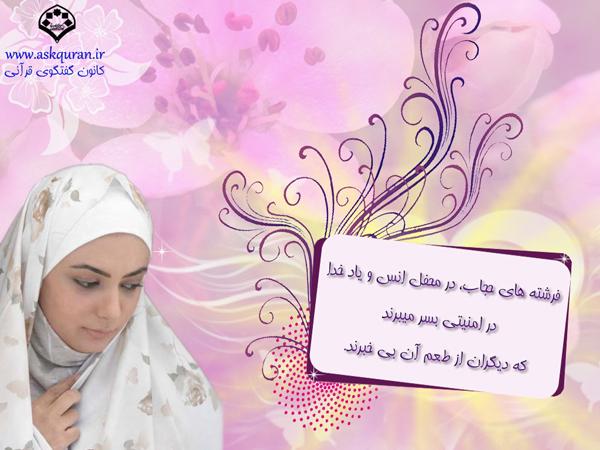 www.askquran.ir
کانون گفتگوی قرآنی
فرشته های حجاب، در محفل انس و یاد خدا
در امنیتی بسر میبرند
که دیگران از طعم آن بی خبرند